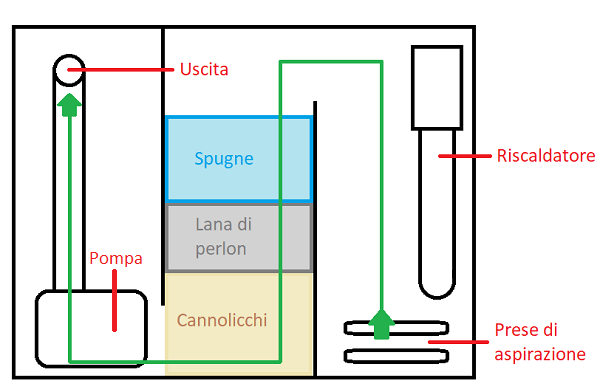 Uscita
Spugne
Riscaldatore
Lana di
perlon
Pompa
Cannolicchi
Prese di
aspirazione